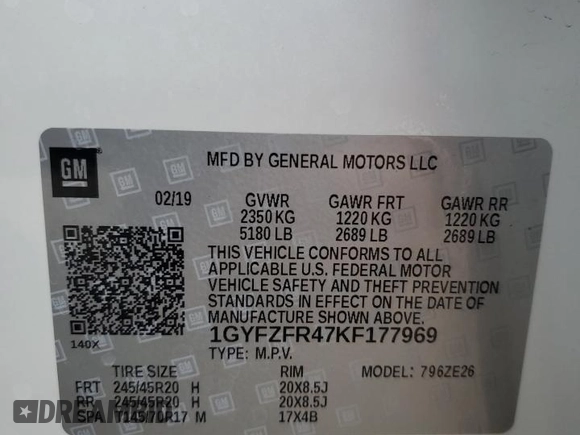 GM
MFD BY GENERAL MOTORS LLC
02/19 GVWR GAWR FRT GAWR RR
2350 KG 1220 KG 1220 KG
5180 LB 2689 LB 2689 LB
THIS VEHICLE CONFORMS TO ALL
APPLICABLE U.S. FEDERAL MOTOR
VEHICLE SAFETY AND THEFT PREVENTION
STANDARDS IN EFFECT ON THE DATE OF
MANUFACTURE SHOWN ABOVE.
140X
1GYFZFR47KF177969
TYPE: M.P.V.
TIRE SIZE RIM MODEL: 796ZE26
FRT 245/45R20 H 20X8.5J
RR 245/45R20 H 20X8.5J
SPA T145/70R17 M 17X4B